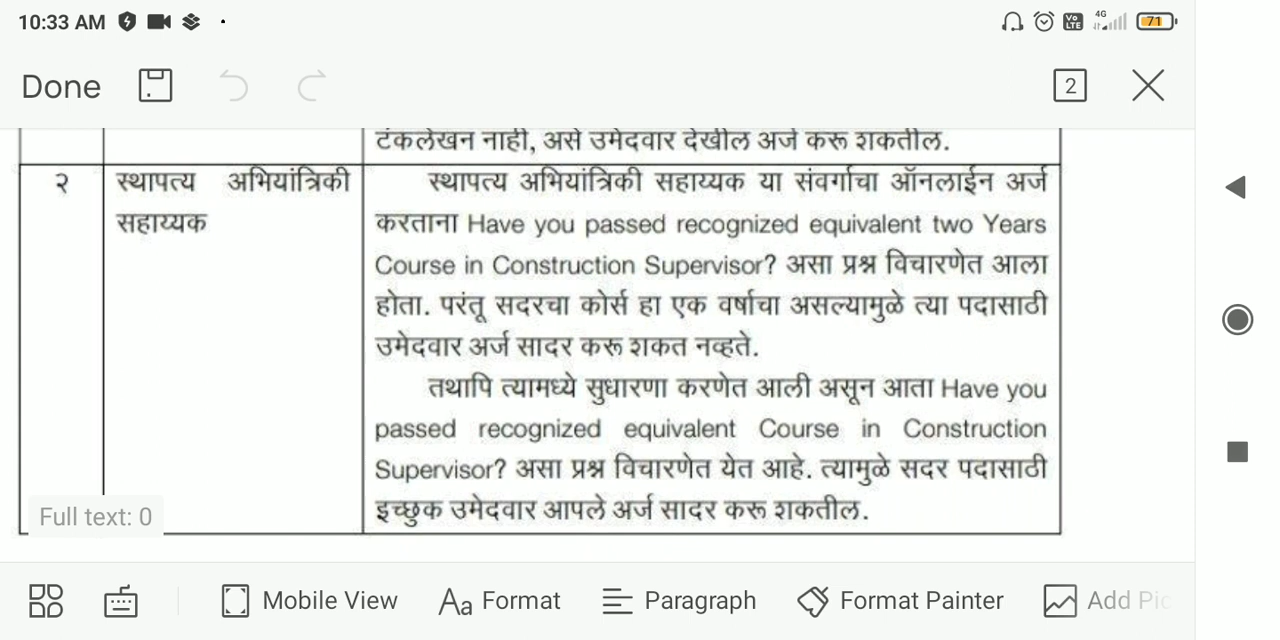 10:33 AM
4G
Vo LTE
71
Done
2
टंकलेखन नाही, असे उमेदवार देखील अर्ज करू शकतील.
२
स्थापत्य अभियांत्रिकी
सहाय्यक
स्थापत्य अभियांत्रिकी सहाय्यक या संवर्गाचा ऑनलाईन अर्ज
करताना Have you passed recognized equivalent two Years
Course in Construction Supervisor? असा प्रश्न विचारणेत आला
होता. परंतू सदरचा कोर्स हा एक वर्षाचा असल्यामुळे त्या पदासाठी
उमेदवार अर्ज सादर करू शकत नव्हते.
तथापि त्यामध्ये सुधारणा करणेत आली असून आता Have you
passed recognized equivalent Course in Construction
Supervisor? असा प्रश्न विचारणेत येत आहे. त्यामुळे सदर पदासाठी
इच्छुक उमेदवार आपले अर्ज सादर करू शकतील.
Full text: 0
Mobile View
Aa Format
Paragraph
Format Painter
Add Pic